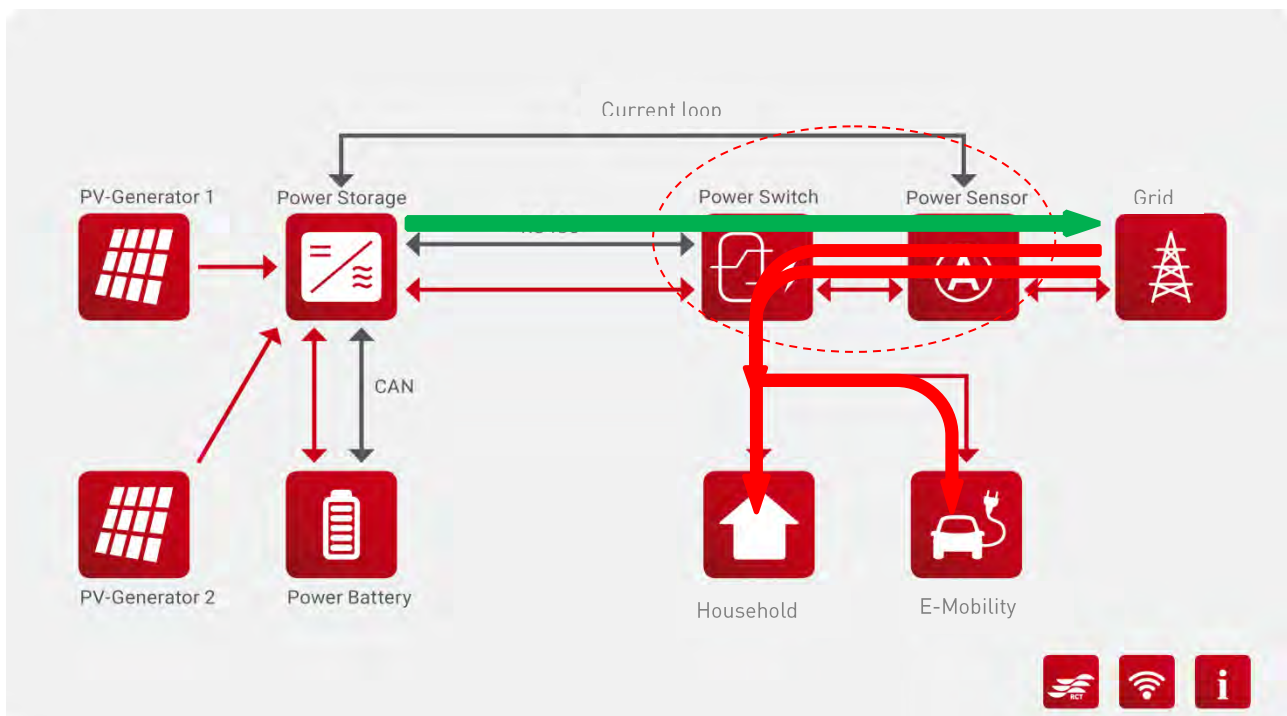 Current loop
PV-Generator 1
Power Storage
Power Switch
Power Sensor
Grid
A
CAN
PV-Generator 2
Power Battery
Household
E-Mobility
RCT
i